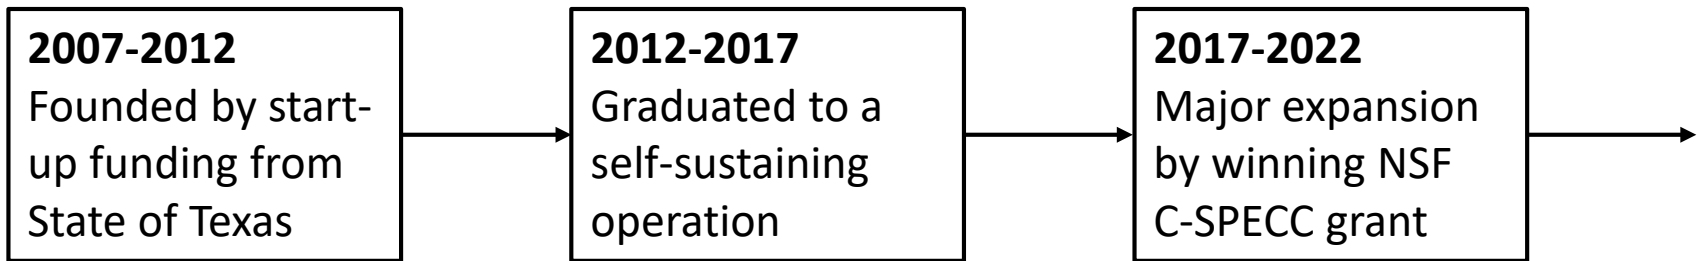 2007-2012
Founded by start-
up funding from
State of Texas
2012-2017
Graduated to a
self-sustaining
operation
2017-2022
Major expansion
by winning NSF
C-SPECC grant